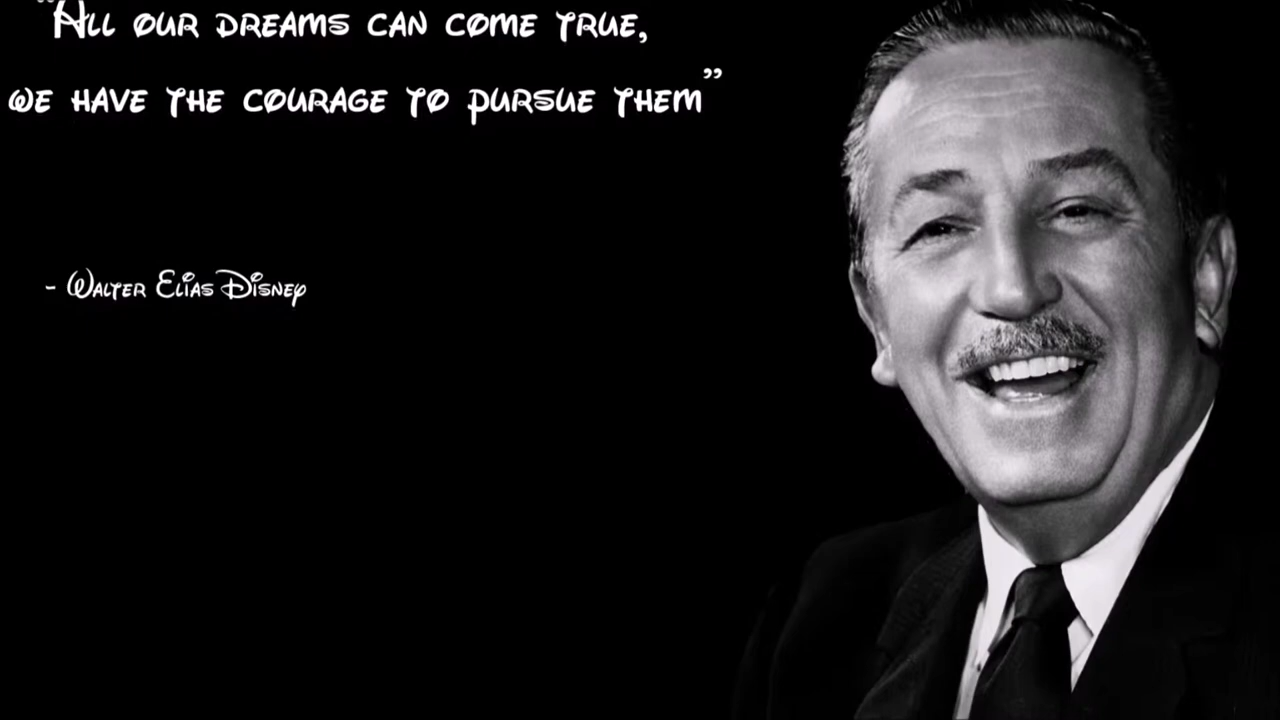 "All our dreams can come true,
we have the courage to pursue them"
- Walter Elias Disney